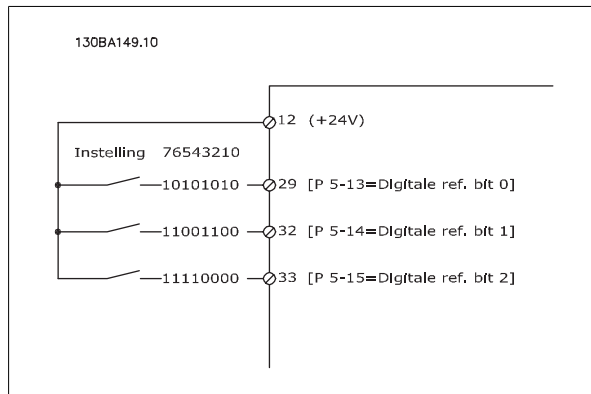 130BA149.10
12 (+24V)
Instelling 76543210
10101010 29 [P 5-13=Digitale ref. bit 0]
11001100 32 [P 5-14=Digitale ref. bit 1]
11110000 33 [P 5-15=Digitale ref. bit 2]